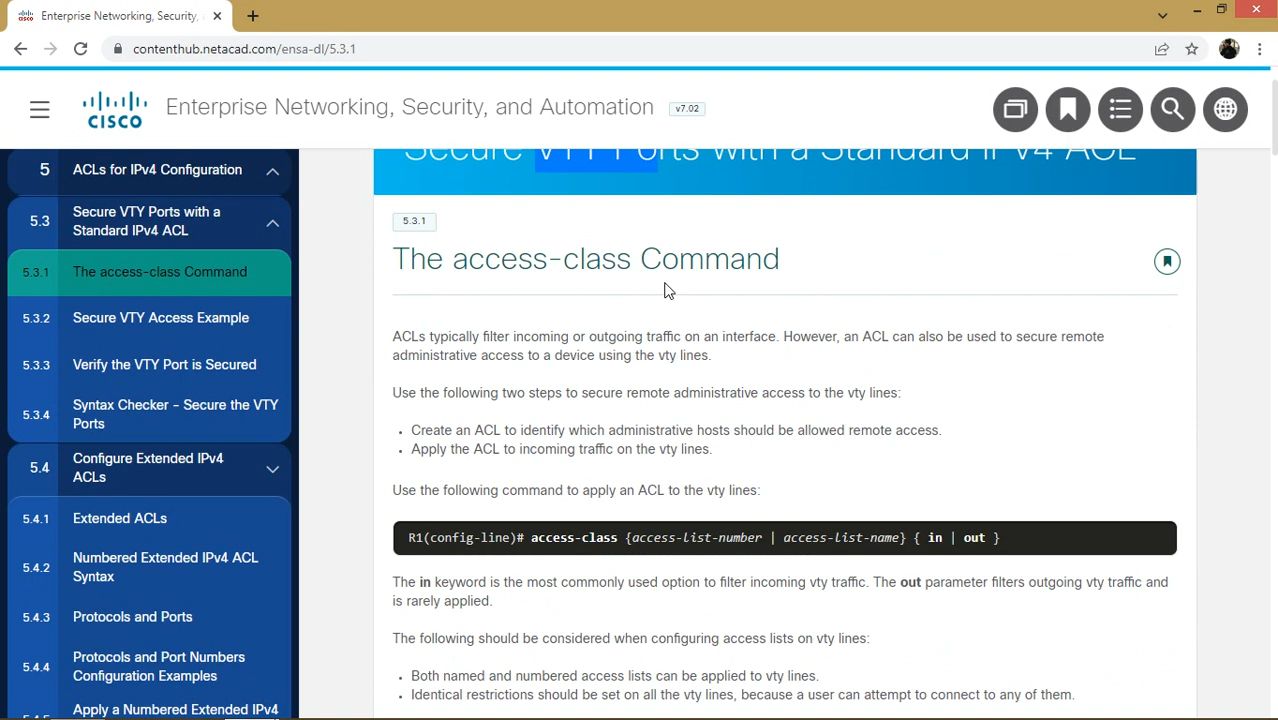 Enterprise Networking, Security,
contenthub.netacad.com/ensa-dl/5.3.1
CISCO
Enterprise Networking, Security, and Automation
v7.02
5 ACLs for IPv4 Configuration
5.3 Secure VTY Ports with a
Standard IPv4 ACL
5.3.1 The access-class Command
5.3.2 Secure VTY Access Example
5.3.3 Verify the VTY Port is Secured
5.3.4 Syntax Checker - Secure the VTY
Ports
5.4 Configure Extended IPv4
ACLs
5.4.1 Extended ACLs
5.4.2 Numbered Extended IPv4 ACL
Syntax
5.4.3 Protocols and Ports
5.4.4 Protocols and Port Numbers
Configuration Examples
5.4.5 Apply a Numbered Extended IPv4
Secure VTY Ports with a Standard IPv4 ACL
5.3.1
The access-class Command
ACLs typically filter incoming or outgoing traffic on an interface. However, an ACL can also be used to secure remote
administrative access to a device using the vty lines.
Use the following two steps to secure remote administrative access to the vty lines:
• Create an ACL to identify which administrative hosts should be allowed remote access.
• Apply the ACL to incoming traffic on the vty lines.
Use the following command to apply an ACL to the vty lines:
R1(config-line)# access-class {access-list-number | access-list-name} { in | out }
The in keyword is the most commonly used option to filter incoming vty traffic. The out parameter filters outgoing vty traffic and
is rarely applied.
The following should be considered when configuring access lists on vty lines:
• Both named and numbered access lists can be applied to vty lines.
• Identical restrictions should be set on all the vty lines, because a user can attempt to connect to any of them.